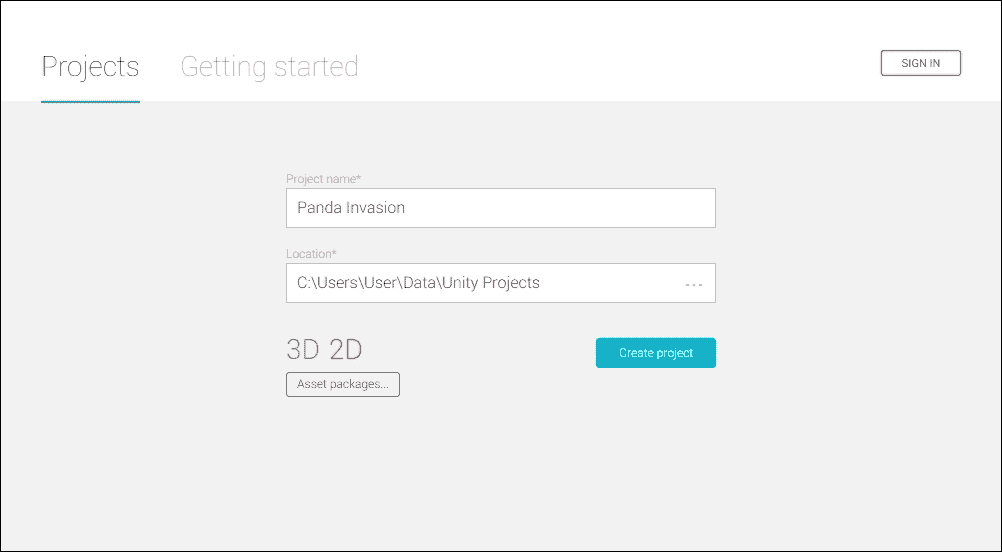 Projects Getting started SIGN IN
Project name*
Panda Invasion
Location*
C:\Users\User\Data\Unity Projects ...
3D 2D Create project
Asset packages...